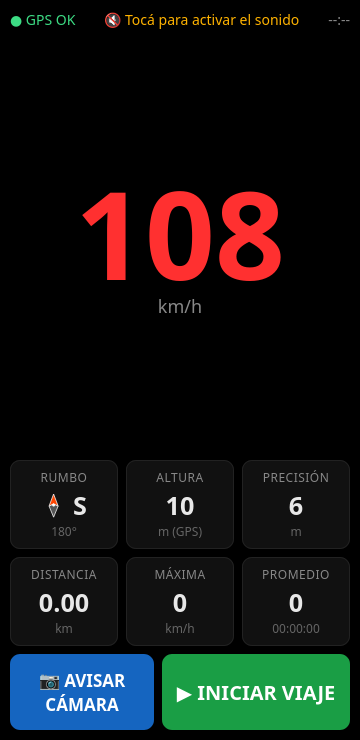 GPS OK
Tocá para activar el sonido
--:--
108
km/h
RUMBO
S
180°
ALTURA
10
m (GPS)
PRECISIÓN
6
m
DISTANCIA
0.00
km
MÁXIMA
0
km/h
PROMEDIO
0
00:00:00
AVISAR
CÁMARA
▶ INICIAR VIAJE